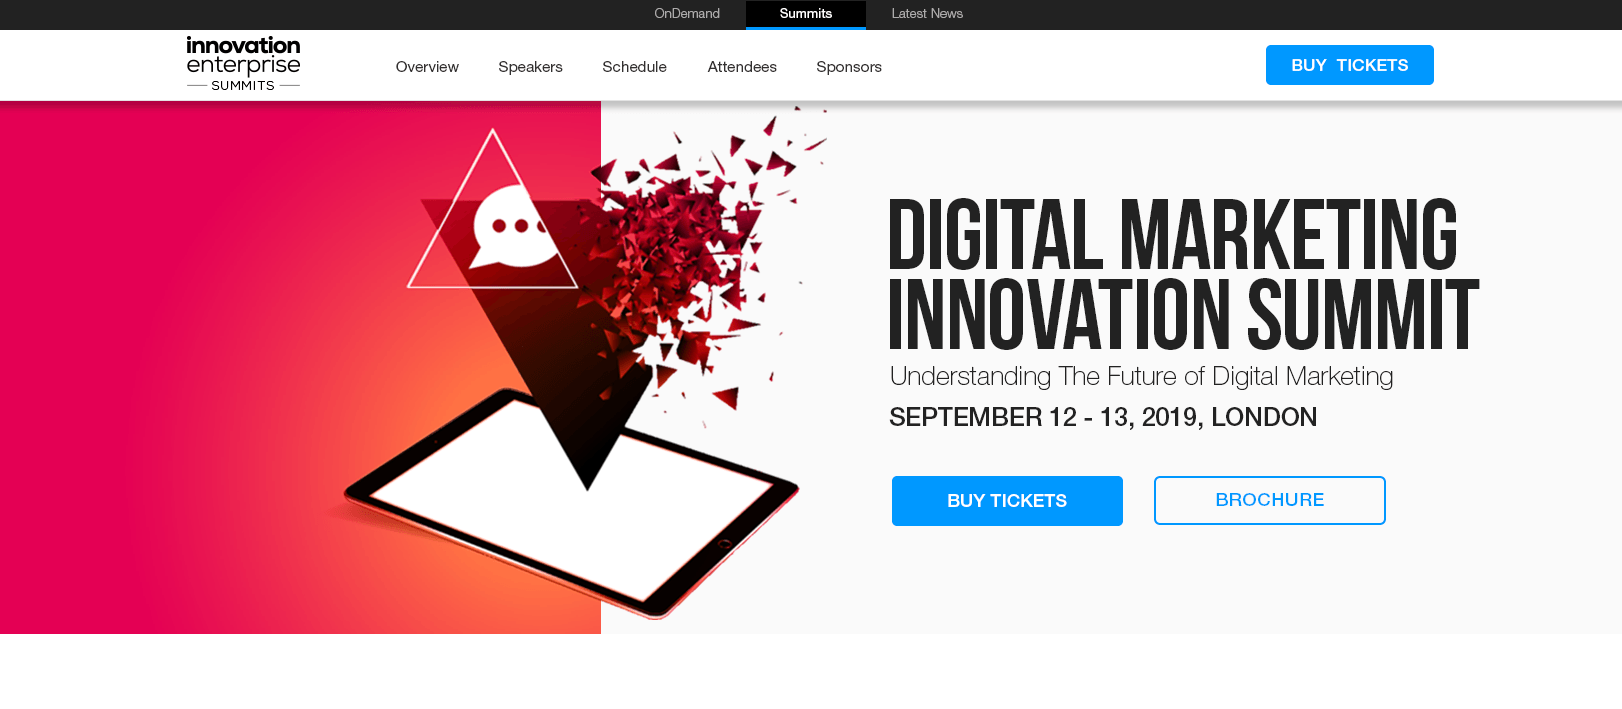 OnDemand
Summits
Latest News
innovation
enterprise
SUMMITS
Overview
Speakers
Schedule
Attendees
Sponsors
BUY TICKETS
DIGITAL MARKETING
INNOVATION SUMMIT
Understanding The Future of Digital Marketing
SEPTEMBER 12 - 13, 2019, LONDON
BUY TICKETS
BROCHURE